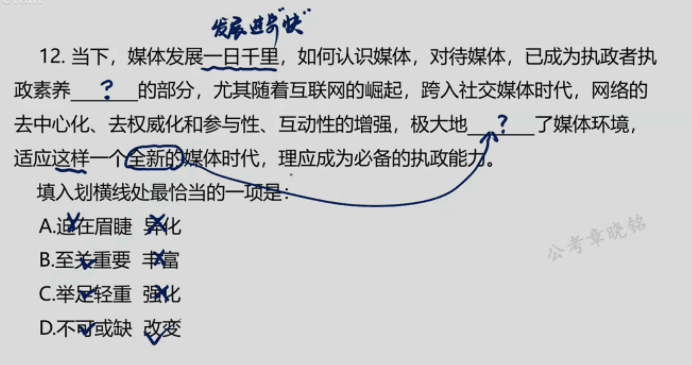 发展进步"快"
12. 当下，媒体发展一日千里，如何认识媒体，对待媒体，已成为执政者执
政素养___?___的部分，尤其随着互联网的崛起，跨入社交媒体时代，网络的
去中心化、去权威化和参与性、互动性的增强，极大地___?___了媒体环境，
适应这样一个全新的媒体时代，理应成为必备的执政能力。
填入划横线处最恰当的一项是：
A.迫在眉睫 异化
B.至关重要 丰富
C.举足轻重 强化
D.不可或缺 改变
公考章晓铭